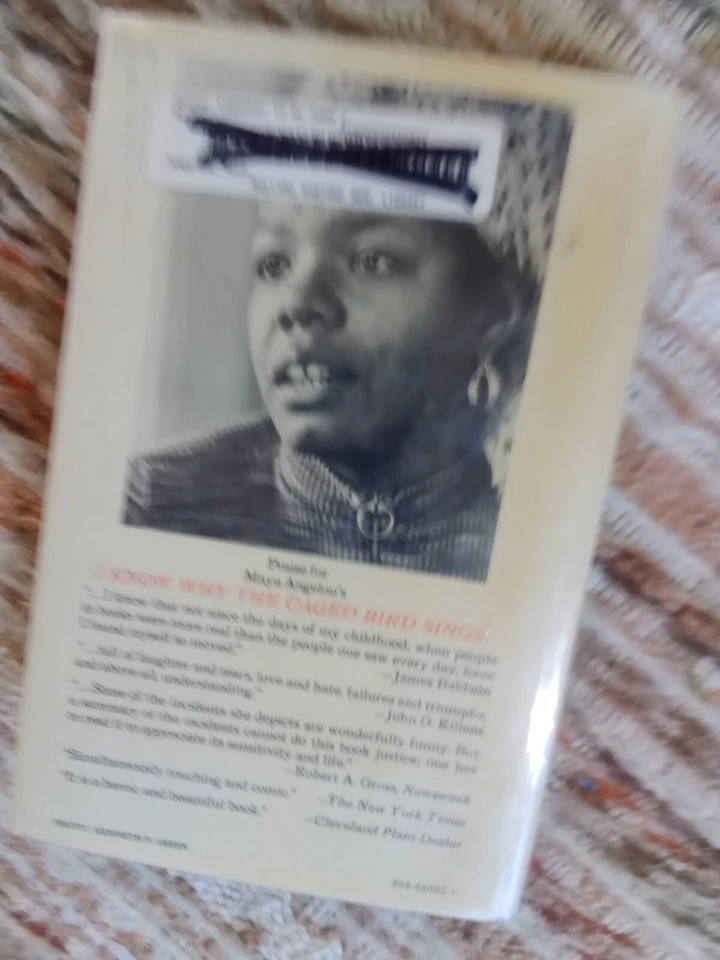 Praise for
Maya Angelou's
I KNOW WHY THE CAGED BIRD SINGS:
"...I know that not since the days of my childhood, when people
in books were more real than the people one saw every day, have
I found myself so moved."
—James Baldwin
"...full of laughter and tears, love and hate, failures and triumphs,
and above all, understanding."
—John O. Killens
"...Some of the incidents she depicts are wonderfully funny. But
a summary of the incidents cannot do this book justice; one has
to read it to appreciate its sensitivity and life."
—Robert A. Gross, Newsweek
"Simultaneously touching and comic."
—The New York Times
"It is a heroic and beautiful book."
—Cleveland Plain Dealer